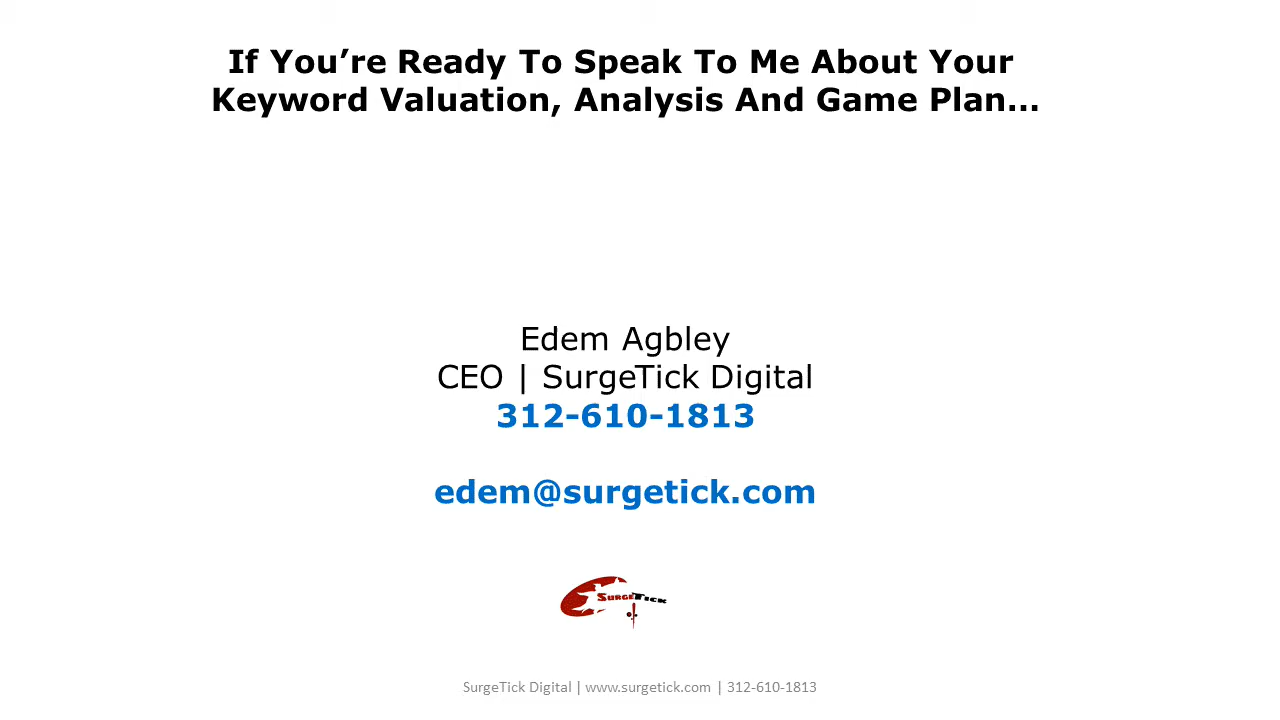 If You’re Ready To Speak To Me About Your
Keyword Valuation, Analysis And Game Plan…
Edem Agbley
CEO | SurgeTick Digital
312-610-1813
edem@surgetick.com
SurgeTick
SurgeTick Digital | www.surgetick.com | 312-610-1813